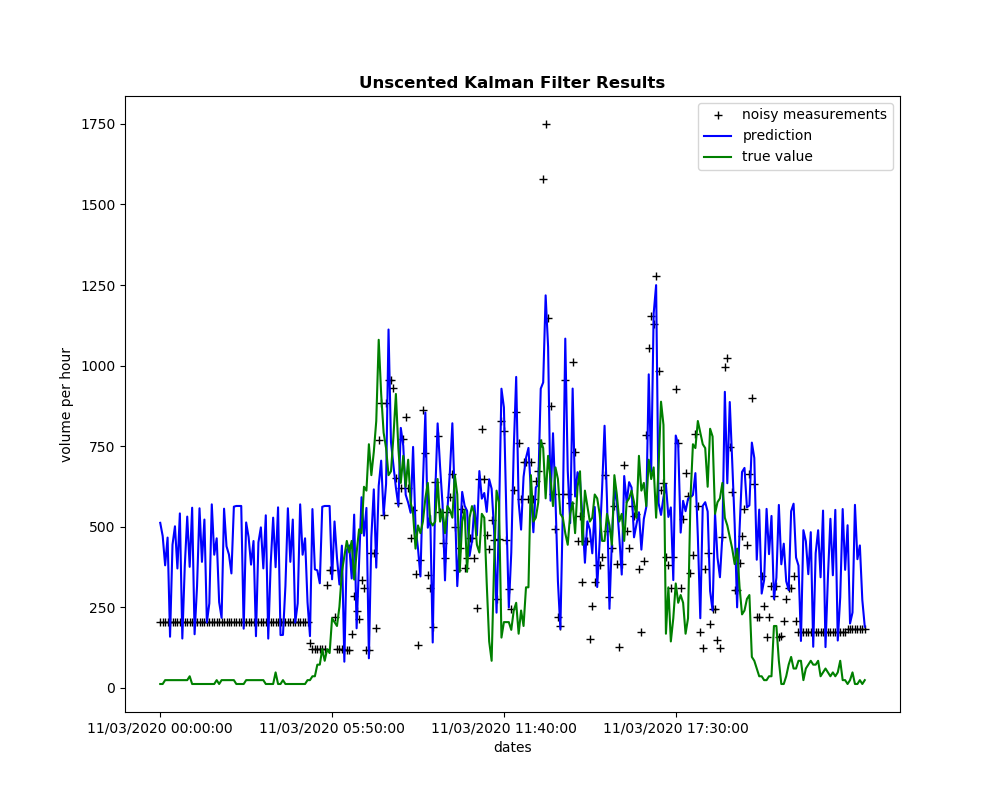 Unscented Kalman Filter Results
noisy measurements
prediction
true value
1750
1500
1250
1000
750
500
250
0
volume per hour
11/03/2020 00:00:00
11/03/2020 05:50:00
11/03/2020 11:40:00
11/03/2020 17:30:00
dates